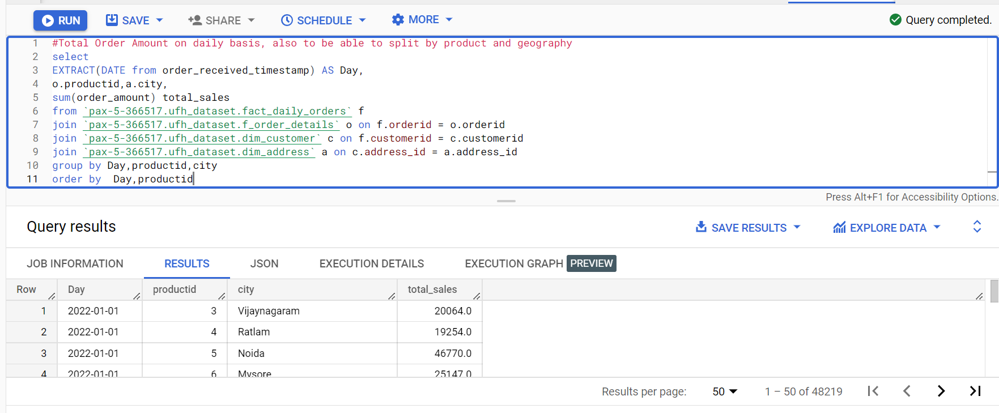 RUN SAVE SHARE SCHEDULE MORE Query completed.
1 #Total Order Amount on daily basis, also to be able to split by product and geography
2 select
3 EXTRACT(DATE from order_received_timestamp) AS Day,
4 o.productid,a.city,
5 sum(order_amount) total_sales
6 from `pax-5-366517.ufh_dataset.fact_daily_orders` f
7 join `pax-5-366517.ufh_dataset.f_order_details` o on f.orderid = o.orderid
8 join `pax-5-366517.ufh_dataset.dim_customer` c on f.customerid = c.customerid
9 join `pax-5-366517.ufh_dataset.dim_address` a on c.address_id = a.address_id
10 group by Day,productid,city
11 order by  Day,productid
Press Alt+F1 for Accessibility Options.
Query results SAVE RESULTS EXPLORE DATA
JOB INFORMATION RESULTS JSON EXECUTION DETAILS EXECUTION GRAPH PREVIEW
Row Day productid city total_sales
1 2022-01-01 3 Vijaynagaram 20064.0
2 2022-01-01 4 Ratlam 19254.0
3 2022-01-01 5 Noida 46770.0
4 2022-01-01 6 Mysore 25147.0
Results per page: 50 1 – 50 of 48219